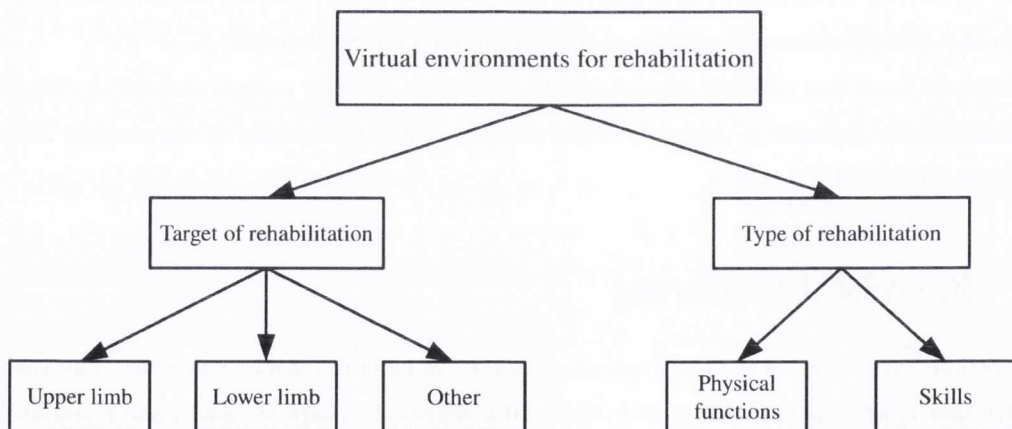 Virtual environments for rehabilitation
Target of rehabilitation
Type of rehabilitation
Upper limb
Lower limb
Other
Physical
functions
Skills